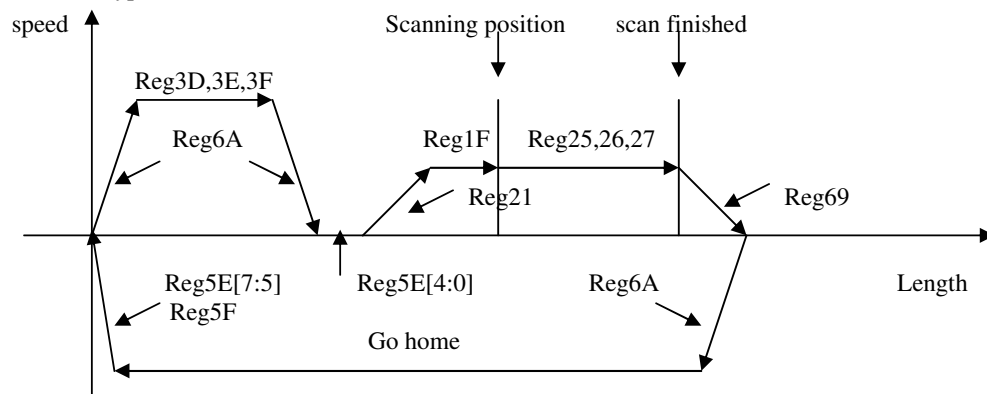 speed
Scanning position
scan finished
Reg3D,3E,3F
Reg6A
Reg1F
Reg25,26,27
Reg21
Reg69
Reg5E[7:5]
Reg5F
Reg5E[4:0]
Reg6A
Length
Go home